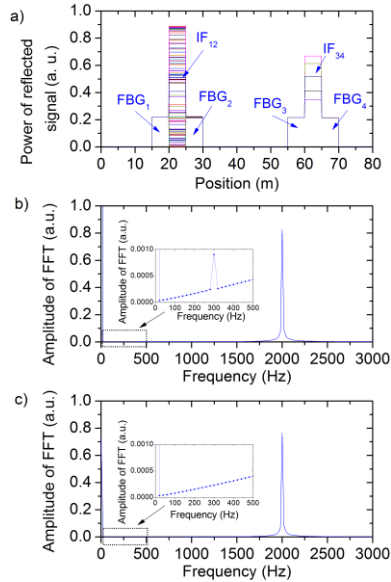 a)
Power of reflected
signal (a. u.)
1.0
0.8
0.6
0.4
0.2
0.0
FBG1
IF12
FBG2
IF34
FBG3
FBG4
0 10 20 30 40 50 60 70 80
Position (m)
b)
Amplitude of FFT (a.u.)
1.0
0.8
0.6
0.4
0.2
0.0
Amplitude of FFT (a.u.)
0.0010
0.0005
0.0000
0 100 200 300 400 500
Frequency (Hz)
0 500 1000 1500 2000 2500 3000
Frequency (Hz)
c)
Amplitude of FFT (a.u.)
1.0
0.8
0.6
0.4
0.2
0.0
Amplitude of FFT (a.u.)
0.0010
0.0005
0.0000
0 100 200 300 400 500
Frequency (Hz)
0 500 1000 1500 2000 2500 3000
Frequency (Hz)